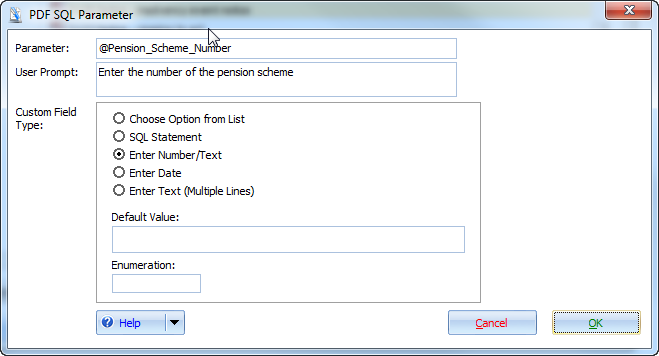 PDF SQL Parameter
Parameter: @Pension_Scheme_Number
User Prompt: Enter the number of the pension scheme
Custom Field
Type:
Choose Option from List
SQL Statement
Enter Number/Text
Enter Date
Enter Text (Multiple Lines)
Default Value:
Enumeration:
Help Cancel OK